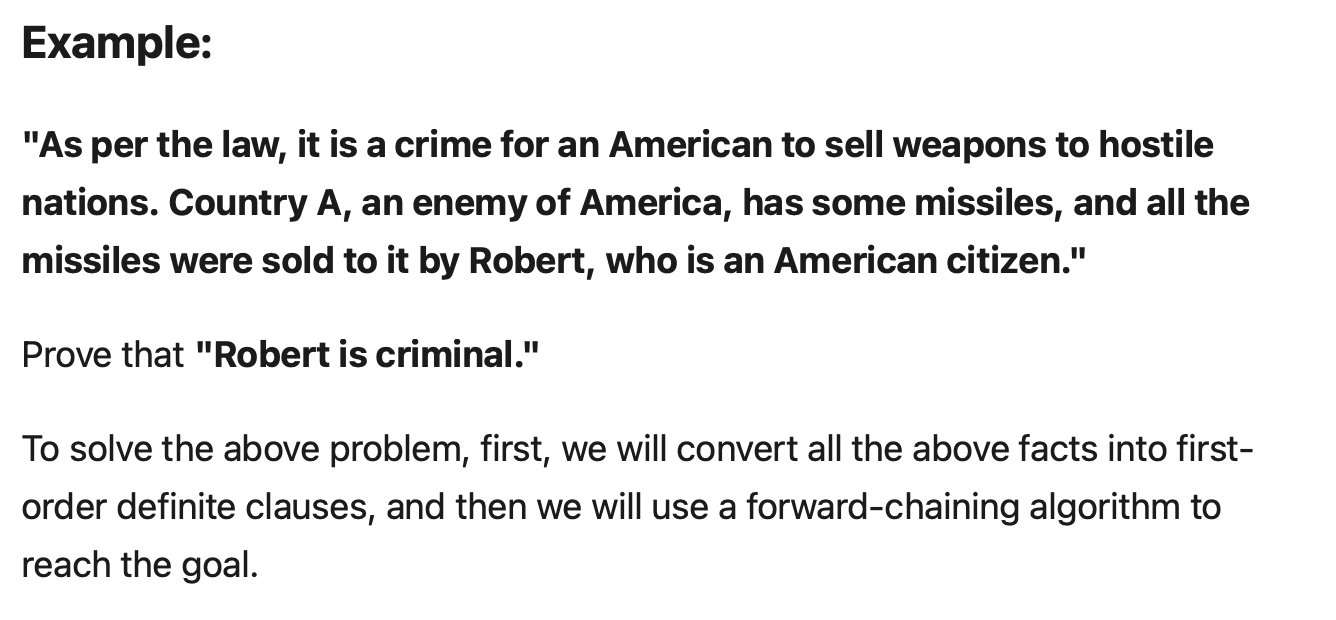 Example:
"As per the law, it is a crime for an American to sell weapons to hostile
nations. Country A, an enemy of America, has some missiles, and all the
missiles were sold to it by Robert, who is an American citizen."
Prove that "Robert is criminal."
To solve the above problem, first, we will convert all the above facts into first-
order definite clauses, and then we will use a forward-chaining algorithm to
reach the goal.